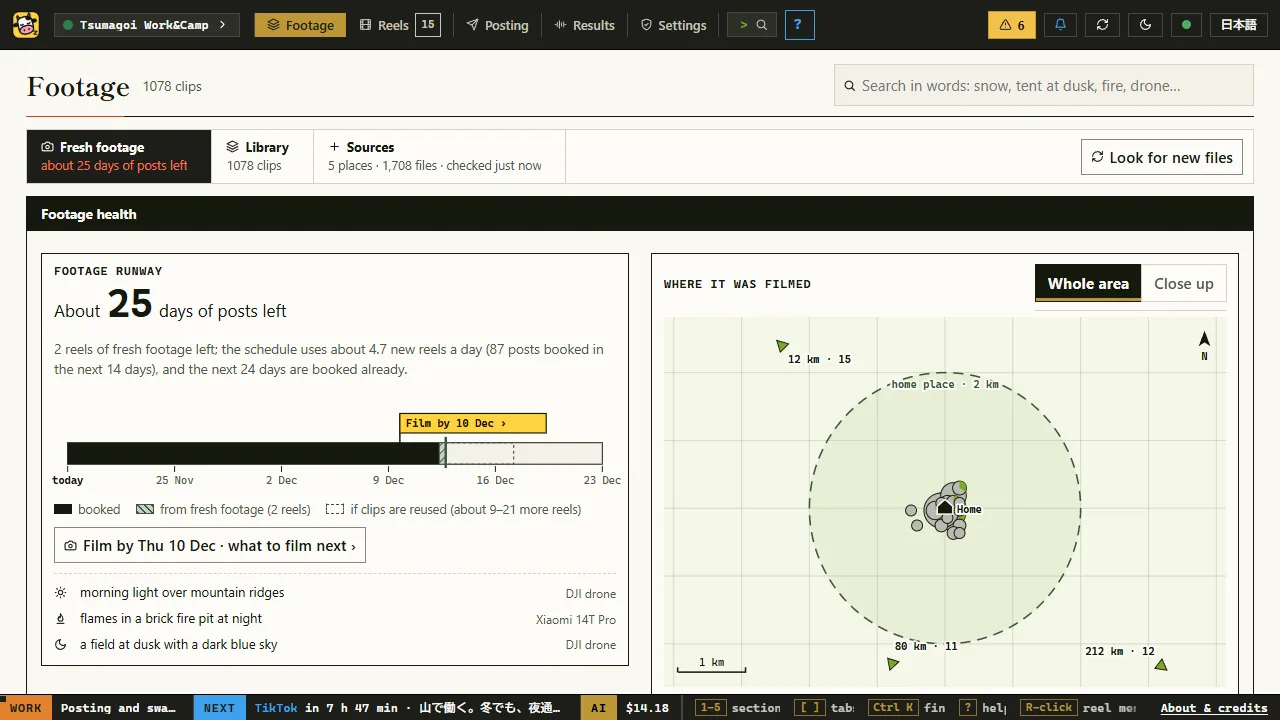 Tsumagoi Work&Camp
Footage
Reels 15
Posting
Results
Settings
>
?
6
日本語
Footage 1078 clips
Search in words: snow, tent at dusk, fire, drone...
Fresh footage
about 25 days of posts left
Library
1078 clips
Sources
5 places · 1,708 files · checked just now
Look for new files
Footage health
FOOTAGE RUNWAY
About 25 days of posts left
2 reels of fresh footage left; the schedule uses about 4.7 new reels a day (87 posts booked in
the next 14 days), and the next 24 days are booked already.
Film by 10 Dec ›
today 25 Nov 2 Dec 9 Dec 16 Dec 23 Dec
booked from fresh footage (2 reels) if clips are reused (about 9–21 more reels)
Film by Thu 10 Dec · what to film next ›
morning light over mountain ridges DJI drone
flames in a brick fire pit at night Xiaomi 14T Pro
a field at dusk with a dark blue sky DJI drone
WHERE IT WAS FILMED
Whole area Close up
12 km · 15
N
home place · 2 km
Home
80 km · 11
212 km · 12
1 km
WORK Posting and swa…
NEXT TikTok in 7 h 47 min · 山で働く。冬でも、夜通…
AI $14.18
1–5 section
[ ] tab
Ctrl K fin
? help
R-click reel me
About & credits